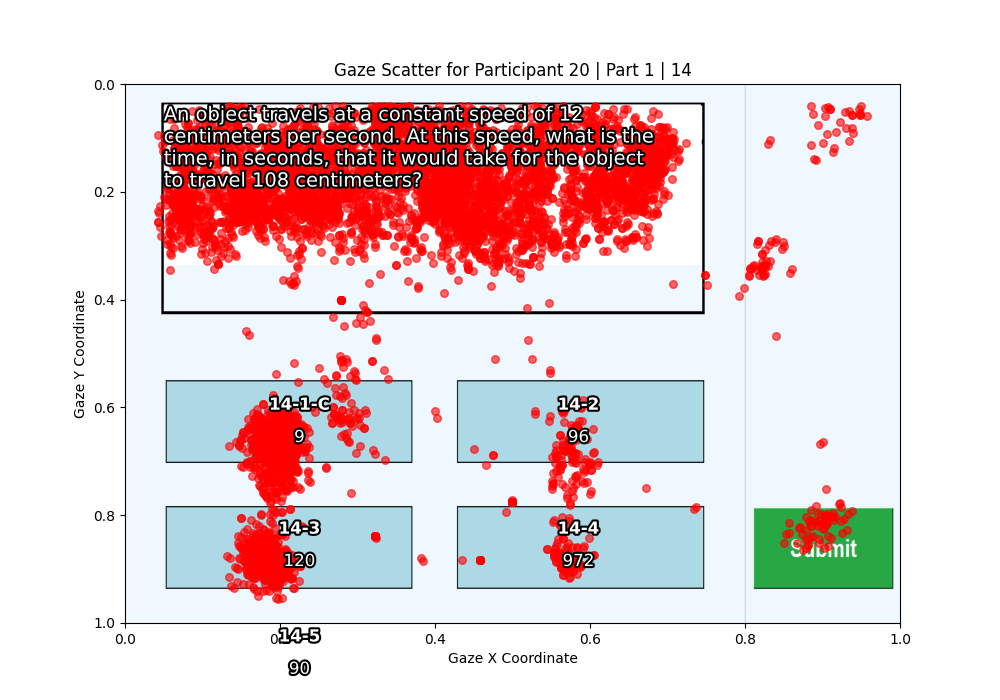 Gaze Scatter for Participant 20 | Part 1 | 14
0.0
0.2
0.4
0.6
0.8
1.0
Gaze Y Coordinate
An object travels at a constant speed of 12
centimeters per second. At this speed, what is the
time, in seconds, that it would take for the object
to travel 108 centimeters?
14-1-C
9
14-2
96
14-3
120
14-4
972
Submit
14-5
90
0.0
0.4
0.6
0.8
1.0
Gaze X Coordinate